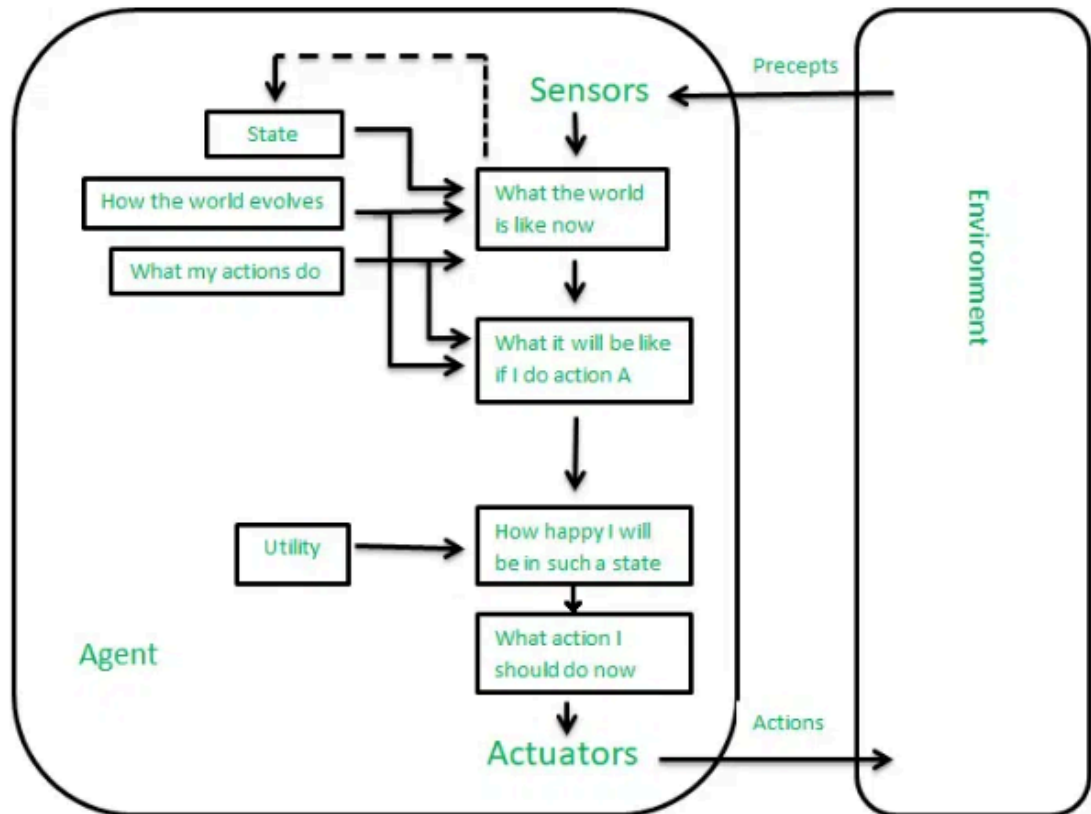 Precepts
Sensors
State
How the world evolves
What the world
is like now
What my actions do
What it will be like
if I do action A
Environment
Utility
How happy I will
be in such a state
Agent
What action I
should do now
Actions
Actuators